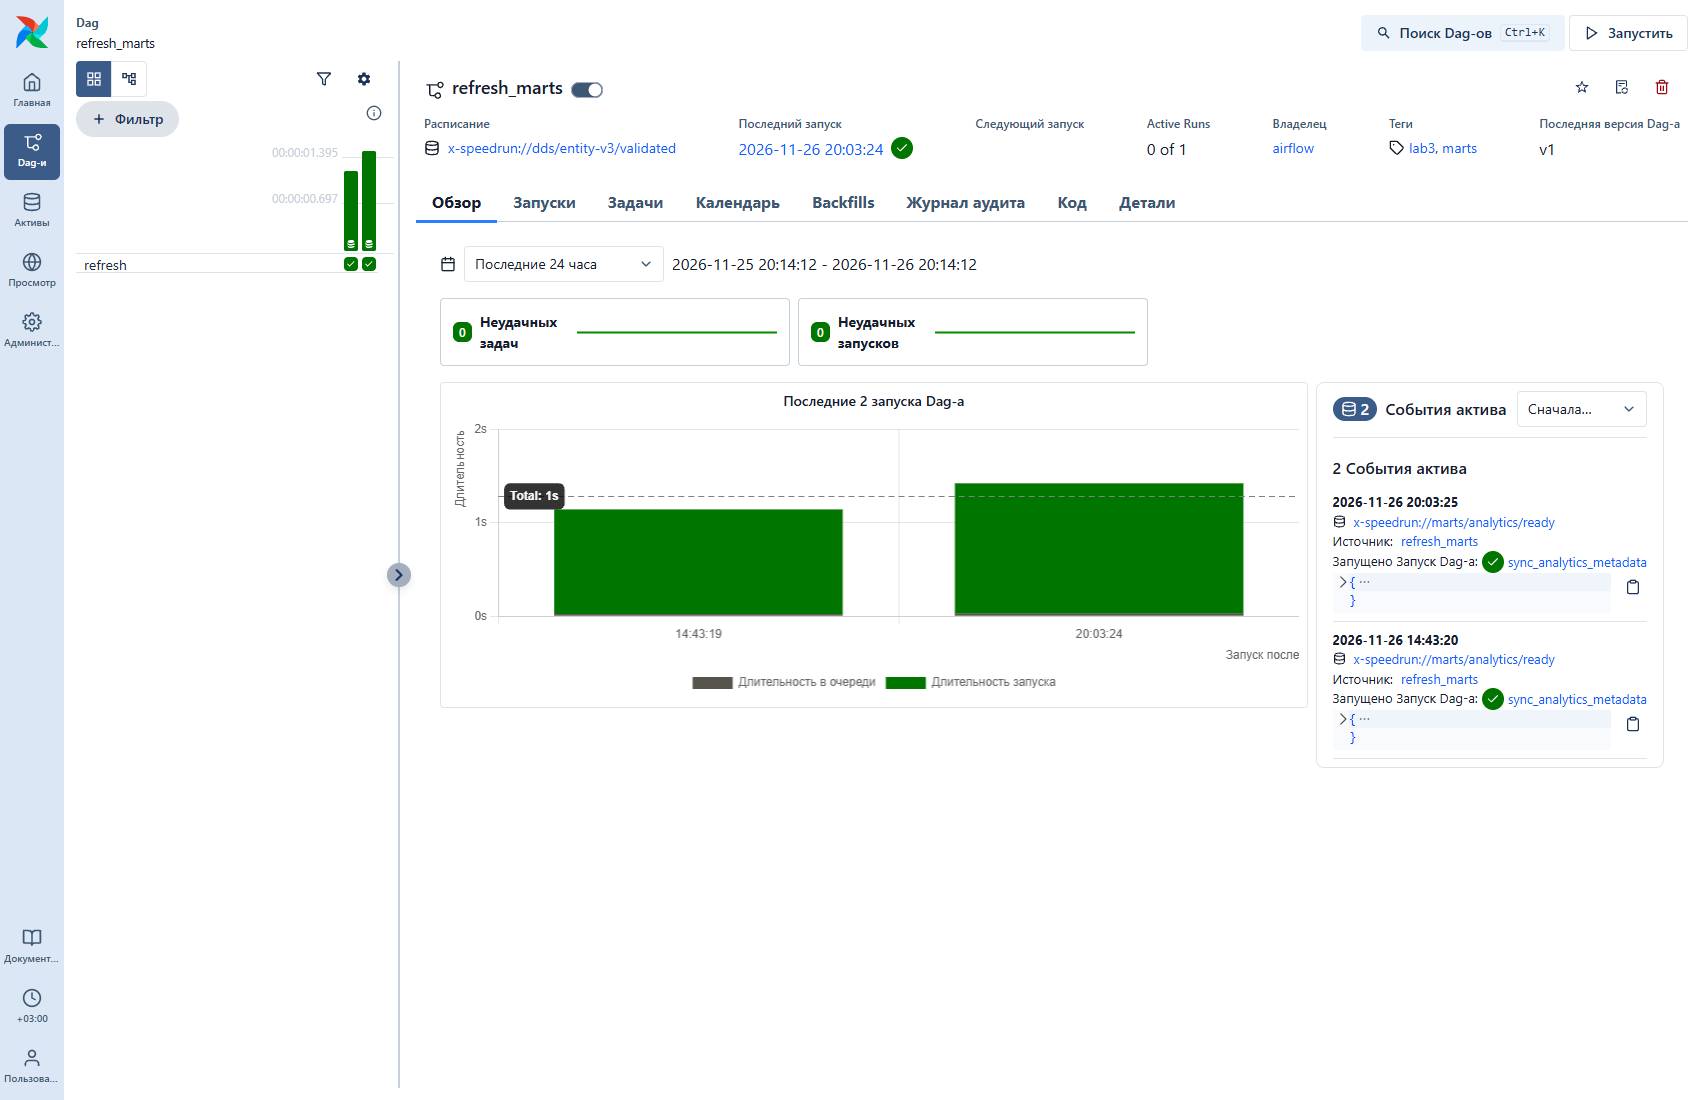 Dag
refresh_marts
Поиск Dag-ов Ctrl+K
Запустить
Главная
Dag-и
Активы
Просмотр
Админист...
Документ...
+03:00
Пользова...
Фильтр
00:00:01.395
00:00:00.697
refresh
refresh_marts
Расписание
x-speedrun://dds/entity-v3/validated
Последний запуск
2026-11-26 20:03:24
Следующий запуск
Active Runs
0 of 1
Владелец
airflow
Теги
lab3, marts
Последняя версия Dag-а
v1
Обзор Запуски Задачи Календарь Backfills Журнал аудита Код Детали
Последние 24 часа 2026-11-25 20:14:12 - 2026-11-26 20:14:12
0 Неудачных
задач
0 Неудачных
запусков
Последние 2 запуска Dag-а
Длительность
2s
Total: 1s
1s
0s
14:43:19 20:03:24
Запуск после
Длительность в очереди Длительность запуска
2 События актива Сначала...
2 События актива
2026-11-26 20:03:25
x-speedrun://marts/analytics/ready
Источник: refresh_marts
Запущено Запуск Dag-а: sync_analytics_metadata
{ ···
}
2026-11-26 14:43:20
x-speedrun://marts/analytics/ready
Источник: refresh_marts
Запущено Запуск Dag-а: sync_analytics_metadata
{ ···
}